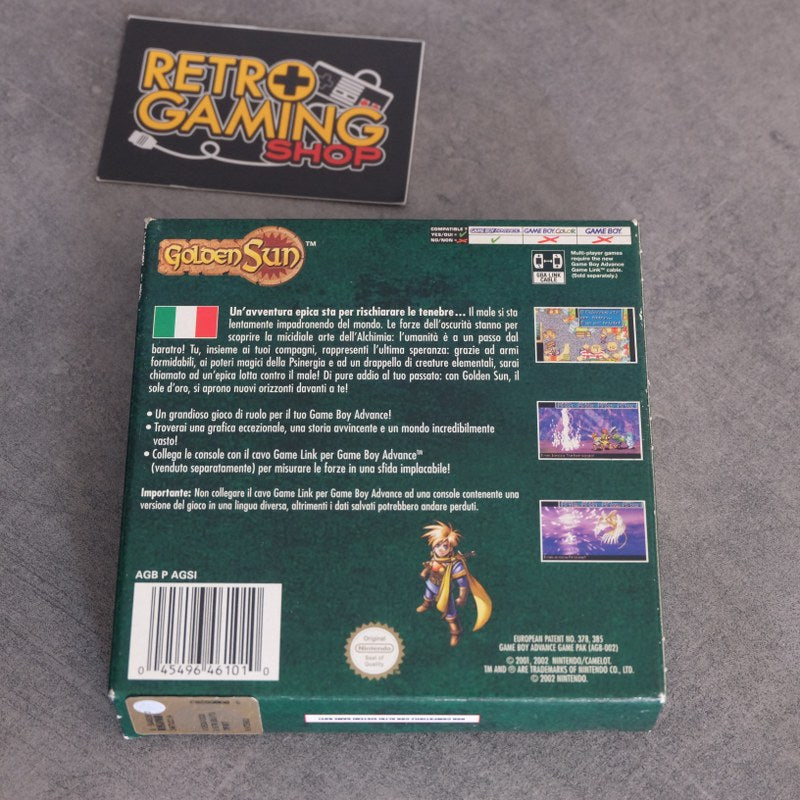 RETRO
GAMING
SHOP
GOLDEN SUN™
COMPATIBLE?
YES/OUI =
NO/NON =
GAME BOY ADVANCE
GAME BOY COLOR
GAME BOY
GBA-LINK
CABLE
Multi-player games
require the new
Game Boy Advance
Game Link™ cable.
(Sold separately.)
Un'avventura epica sta per rischiarare le tenebre... Il male si sta
lentamente impadronendo del mondo. Le forze dell'oscurità stanno per
scoprire la micidiale arte dell'Alchimia: l'umanità è a un passo dal
baratro! Tu, insieme ai tuoi compagni, rappresenti l'ultima speranza: grazie ad armi
formidabili, ai poteri magici della Psinergia e ad un drappello di creature elementali, sarai
chiamato ad un'epica lotta contro il male! Di pure addio al tuo passato: con Golden Sun, il
sole d'oro, si aprono nuovi orizzonti davanti a te!
• Un grandioso gioco di ruolo per il tuo Game Boy Advance!
• Troverai una grafica eccezionale, una storia avvincente e un mondo incredibilmente
vasto!
• Collega le console con il cavo Game Link per Game Boy Advance™
(venduto separatamente) per misurare le forze in una sfida implacabile!
Importante: Non collegare il cavo Game Link per Game Boy Advance ad una console contenente una
versione del gioco in una lingua diversa, altrimenti i dati salvati potrebbero andare perduti.
AGB P AGSI
0 45496 46101 0
Original
Nintendo
Seal of
Quality
EUROPEAN PATENT NO. 378, 385
GAME BOY ADVANCE GAME PAK (AGB-002)
© 2001, 2002 NINTENDO/CAMELOT.
TM AND ® ARE TRADEMARKS OF NINTENDO CO., LTD.
© 2002 NINTENDO.